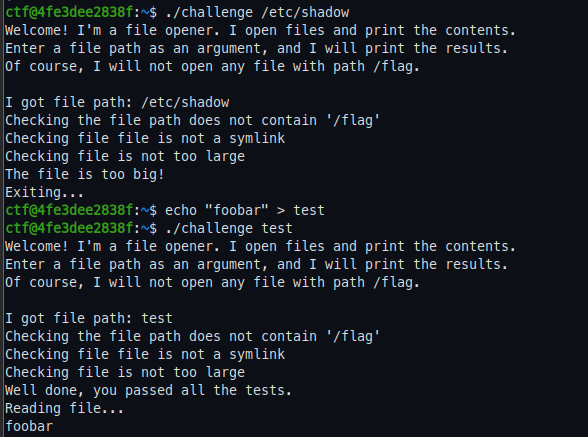 ctf@4fe3dee2838f:~$ ./challenge /etc/shadow
Welcome! I'm a file opener. I open files and print the contents.
Enter a file path as an argument, and I will print the results.
Of course, I will not open any file with path /flag.
I got file path: /etc/shadow
Checking the file path does not contain '/flag'
Checking file file is not a symlink
Checking file is not too large
The file is too big!
Exiting...
ctf@4fe3dee2838f:~$ echo "foobar" > test
ctf@4fe3dee2838f:~$ ./challenge test
Welcome! I'm a file opener. I open files and print the contents.
Enter a file path as an argument, and I will print the results.
Of course, I will not open any file with path /flag.
I got file path: test
Checking the file path does not contain '/flag'
Checking file file is not a symlink
Checking file is not too large
Well done, you passed all the tests.
Reading file...
foobar